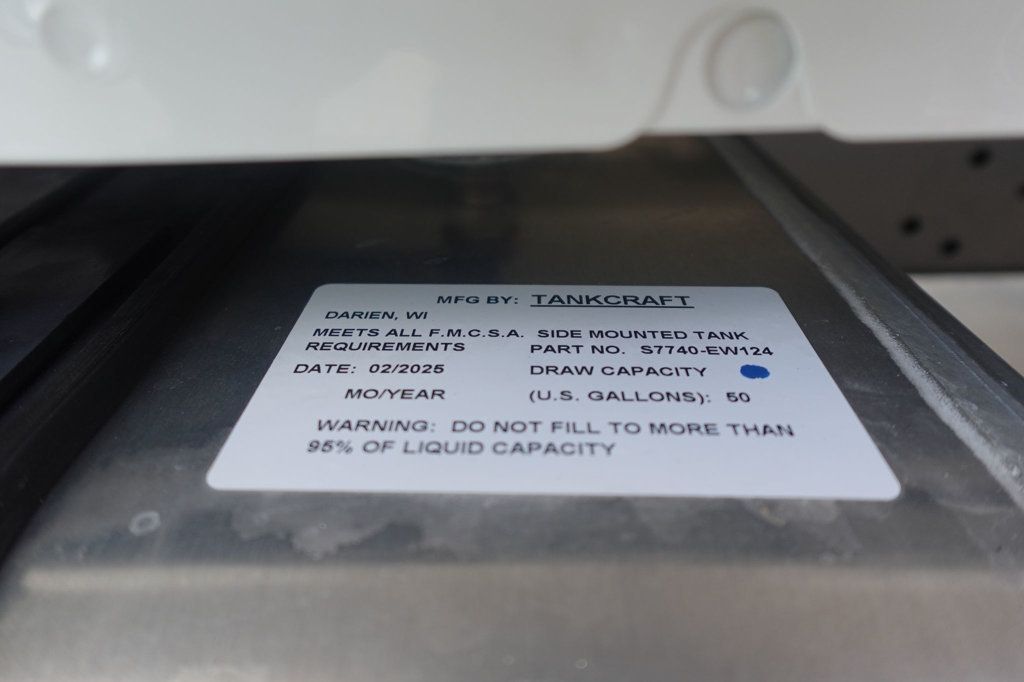 MFG BY: TANKCRAFT
DARIEN, WI
MEETS ALL F.M.C.S.A. SIDE MOUNTED TANK
REQUIREMENTS PART NO. S7740-EW124
DATE: 02/2025 DRAW CAPACITY
MO/YEAR (U.S. GALLONS): 50
WARNING: DO NOT FILL TO MORE THAN
95% OF LIQUID CAPACITY